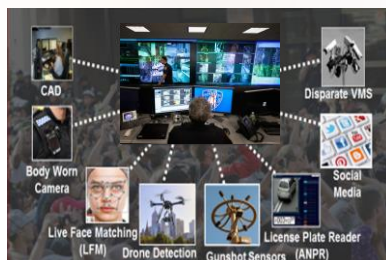 CAD
Disparate VMS
Body Worn
Camera
Social
Media
Live Face Matching
(LFM)
Drone Detection
Gunshot Sensors
License Plate Reader
(ANPR)